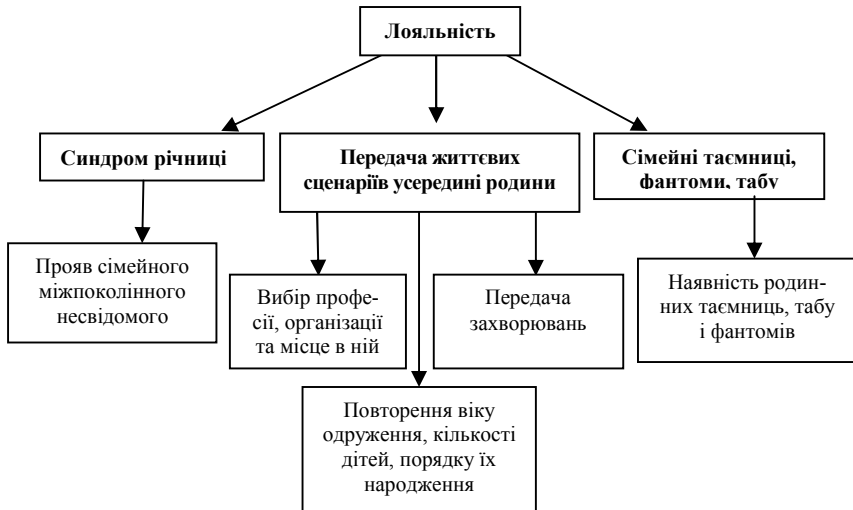 Лояльність
Синдром річниці
Передача життєвих
сценаріїв усередині родини
Сімейні таємниці,
фантоми, табу
Прояв сімейного
міжпоколінного
несвідомого
Вибір профе-
сії, організації
та місце в ній
Передача
захворювань
Наявність родин-
них таємниць, табу
і фантомів
Повторення віку
одруження, кількості
дітей, порядку їх
народження